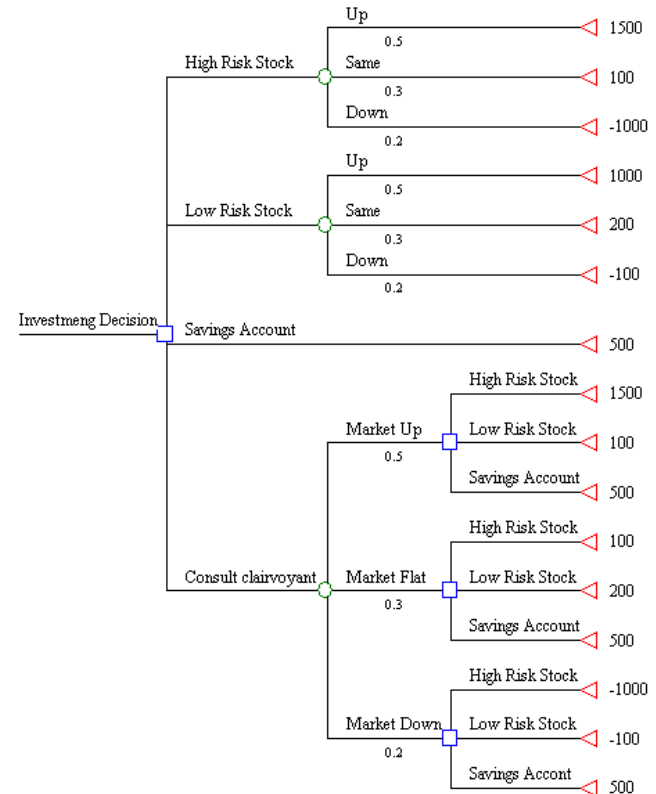 Up
1500
0.5
High Risk Stock
Same
100
0.3
Down
-1000
0.2
Up
1000
0.5
Low Risk Stock
Same
200
0.3
Down
-100
0.2
Investmeng Decision
Savings Account
500
High Risk Stock
1500
Market Up
Low Risk Stock
100
0.5
Savings Account
500
High Risk Stock
100
Consult clairvoyant
Market Flat
Low Risk Stock
200
0.3
Savings Account
500
High Risk Stock
-1000
Market Down
Low Risk Stock
-100
0.2
Savings Accont
500